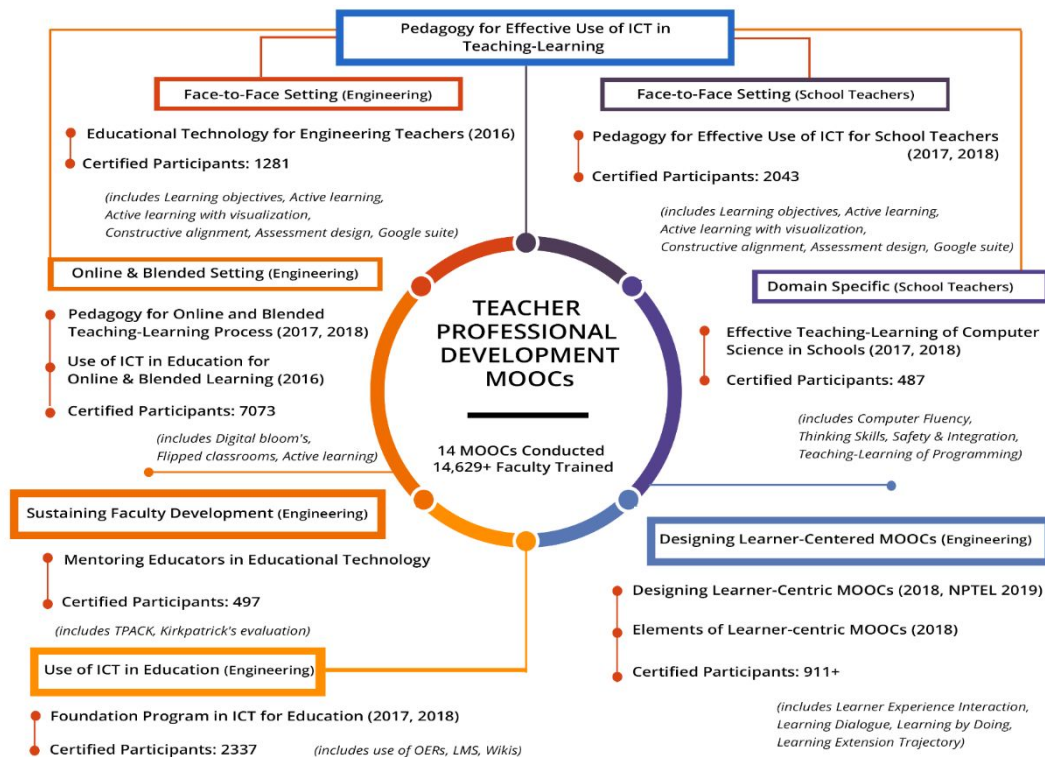 Pedagogy for Effective Use of ICT in
Teaching-Learning
Face-to-Face Setting (Engineering)
Educational Technology for Engineering Teachers (2016)
Certified Participants: 1281
(includes Learning objectives, Active learning,
Active learning with visualization,
Constructive alignment, Assessment design, Google suite)
Face-to-Face Setting (School Teachers)
Pedagogy for Effective Use of ICT for School Teachers
(2017, 2018)
Certified Participants: 2043
(includes Learning objectives, Active learning,
Active learning with visualization,
Constructive alignment, Assessment design, Google suite)
Online & Blended Setting (Engineering)
Pedagogy for Online and Blended
Teaching-Learning Process (2017, 2018)
Use of ICT in Education for
Online & Blended Learning (2016)
Certified Participants: 7073
(includes Digital bloom's,
Flipped classrooms, Active learning)
TEACHER
PROFESSIONAL
DEVELOPMENT
MOOCs
14 MOOCs Conducted
14,629+ Faculty Trained
Domain Specific (School Teachers)
Effective Teaching-Learning of Computer
Science in Schools (2017, 2018)
Certified Participants: 487
(includes Computer Fluency,
Thinking Skills, Safety & Integration,
Teaching-Learning of Programming)
Sustaining Faculty Development (Engineering)
Mentoring Educators in Educational Technology
Certified Participants: 497
(includes TPACK, Kirkpatrick's evaluation)
Designing Learner-Centered MOOCs (Engineering)
Designing Learner-Centric MOOCs (2018, NPTEL 2019)
Elements of Learner-centric MOOCs (2018)
Certified Participants: 911+
(includes Learner Experience Interaction,
Learning Dialogue, Learning by Doing,
Learning Extension Trajectory)
Use of ICT in Education (Engineering)
Foundation Program in ICT for Education (2017, 2018)
Certified Participants: 2337
(includes use of OERs, LMS, Wikis)